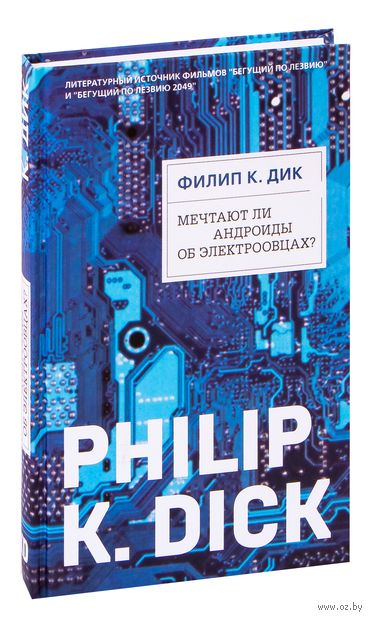 ЛИТЕРАТУРНЫЙ ИСТОЧНИК ФИЛЬМОВ "БЕГУЩИЙ ПО ЛЕЗВИЮ"
И "БЕГУЩИЙ ПО ЛЕЗВИЮ 2049"
ФИЛИП К. ДИК
МЕЧТАЮТ ЛИ
АНДРОИДЫ
ОБ ЭЛЕКТРООВЦАХ?
PHILIP
K. DICK
ОБ ЭЛЕКТРООВЦАХ?
www.oz.by